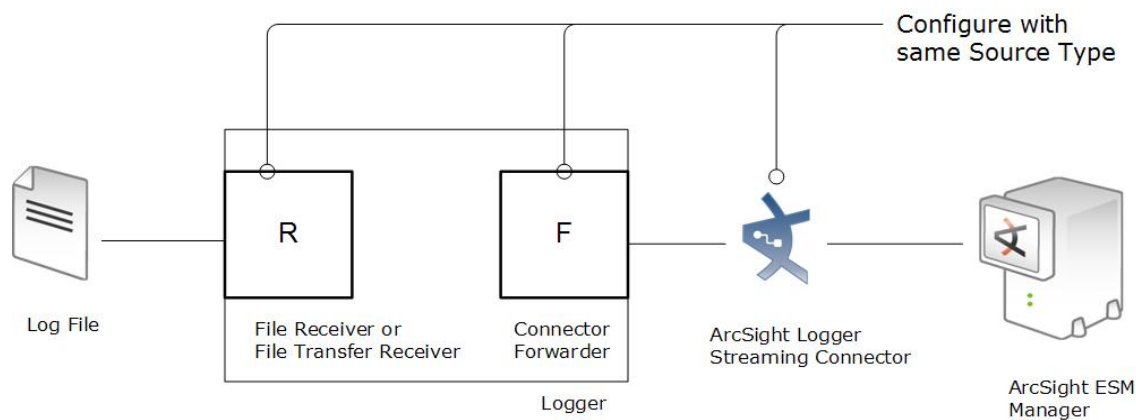 Configure with
same Source Type
R
F
Log File
File Receiver or
File Transfer Receiver
Connector
Forwarder
ArcSight Logger
Streaming Connector
Logger
ArcSight ESM
Manager